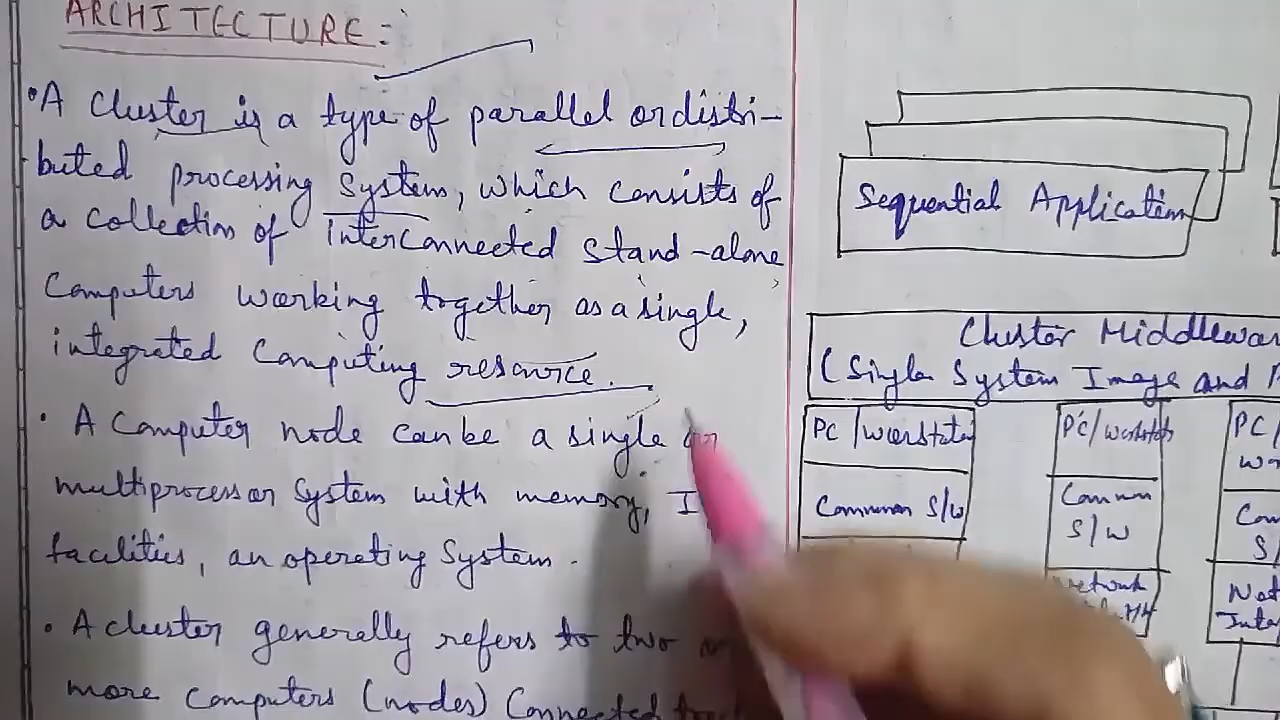 ARCHITECTURE:
• A cluster is a type of parallel or distri-
buted processing system, which consists of
a collection of interconnected stand-alone
computers working together as a single,
integrated computing resource.
• A computer node can be a single or
multiprocessor system with memory, I
facilities, an operating system.
• A cluster generally refers to two
more computers (nodes) connected
Sequential Application
Cluster Middlewar
(Single System Image and
PC/workstation
Common S/W
PC/workstation
Common
S/W
Network
PC/
Wo
Com
S/
Net
Inter